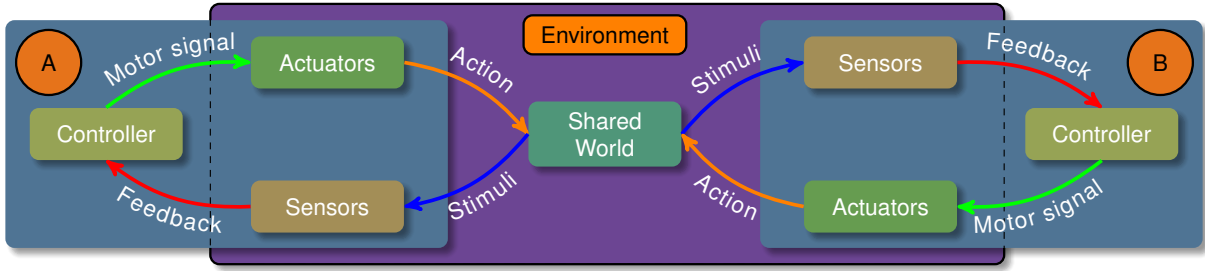 Environment
A
Motor signal
Actuators
Action
Controller
Feedback
Sensors
Stimuli
Shared
World
Stimuli
Sensors
Feedback
B
Controller
Action
Actuators
Motor signal